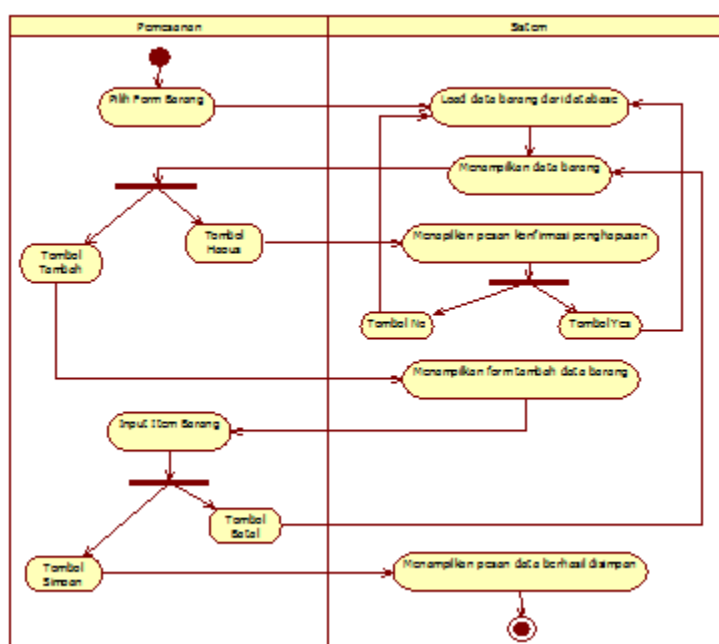 Pemesanan
Sistem
Pilih Form Barang
Load data barang dari database
Menampilkan data barang
Tombol
Hapus
Tombol
Tambah
Menapilkan pesan konfirmasi penghapusan
Tombol No
Tombol Yes
Menampilkan form tambah data barang
Input Item Barang
Tombol
Batal
Tombol
Simpan
Menampilkan pesan data berhasil disimpan